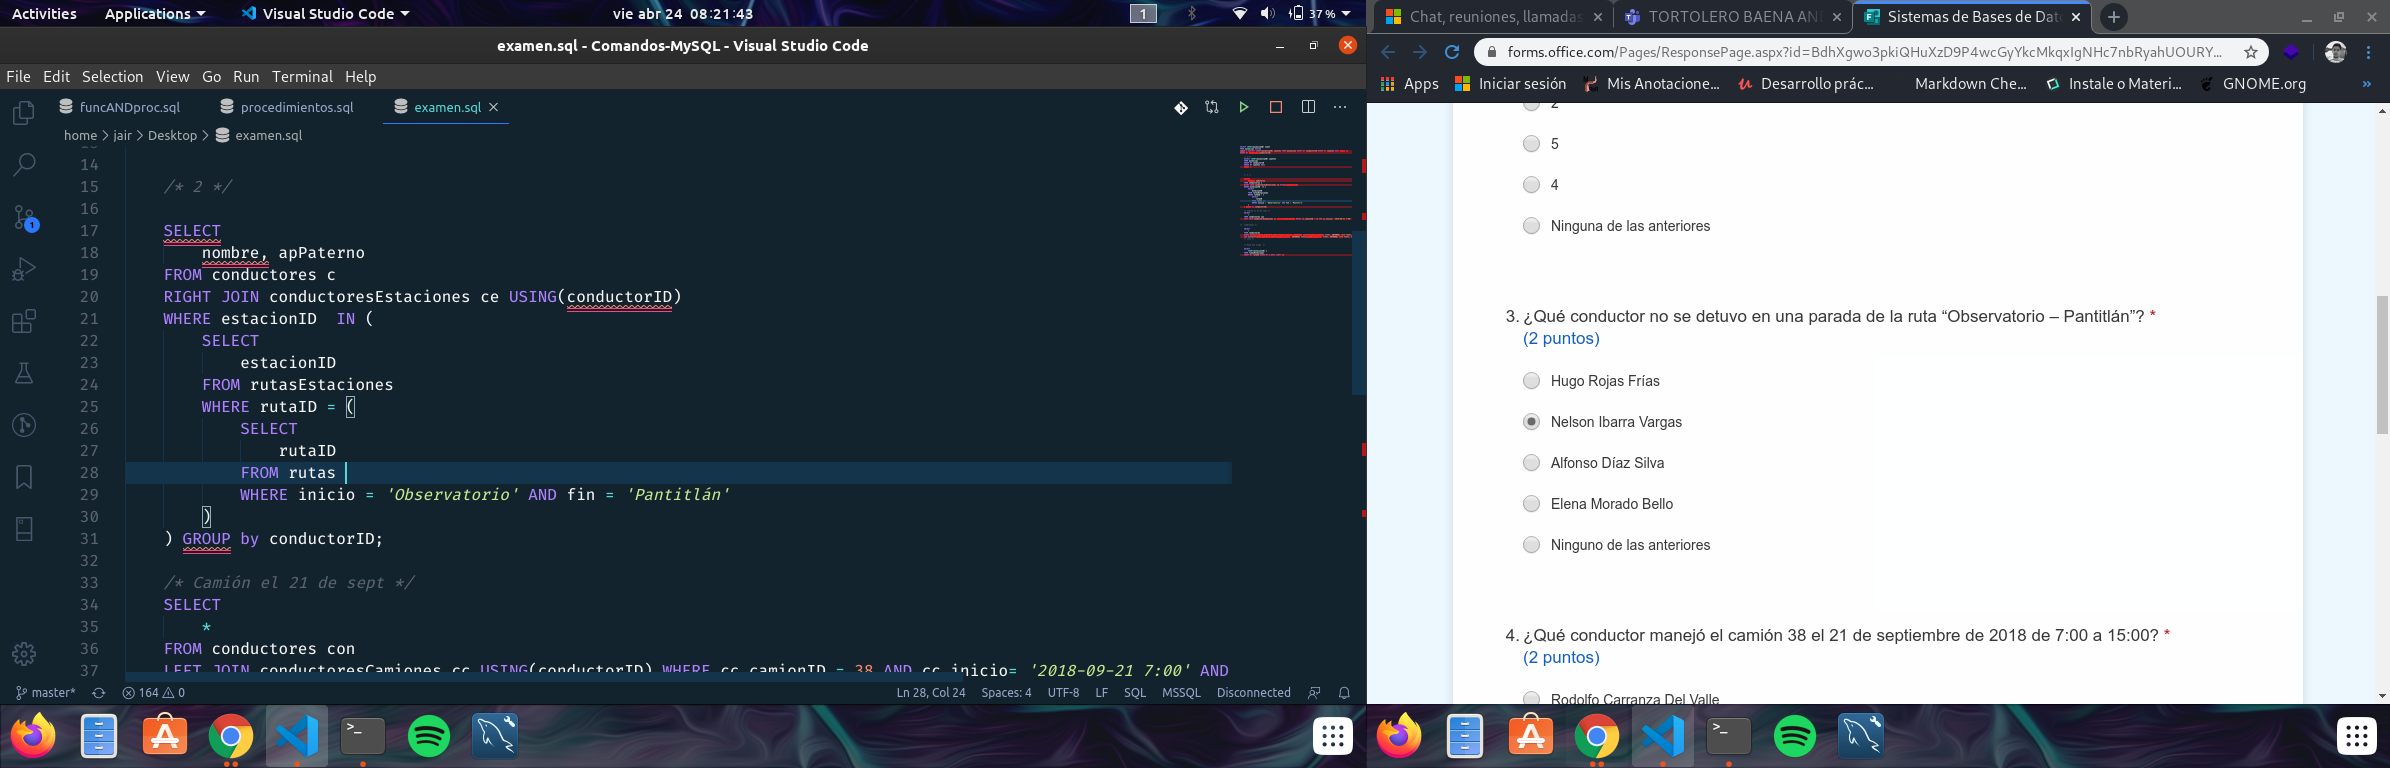 Activities Applications Visual Studio Code vie abr 24 08:21:43 1 37 %
examen.sql - Comandos-MySQL - Visual Studio Code
File Edit Selection View Go Run Terminal Help
funcANDproc.sql procedimientos.sql examen.sql
home > jair > Desktop > examen.sql
14
15 /* 2 */
16
17 SELECT
18 nombre, apPaterno
19 FROM conductores c
20 RIGHT JOIN conductoresEstaciones ce USING(conductorID)
21 WHERE estacionID IN (
22 SELECT
23 estacionID
24 FROM rutasEstaciones
25 WHERE rutaID = (
26 SELECT
27 rutaID
28 FROM rutas
29 WHERE inicio = 'Observatorio' AND fin = 'Pantitlán'
30 )
31 ) GROUP by conductorID;
32
33 /* Camión el 21 de sept */
34 SELECT
35 *
36 FROM conductores con
37 LEFT JOIN conductoresCamiones cc USING(conductorID) WHERE cc.camionID = 38 AND cc.inicio= '2018-09-21 7:00' AND
1
master* 164 0 Ln 28, Col 24 Spaces: 4 UTF-8 LF SQL MSSQL Disconnected
Chat, reuniones, llamadas TORTOLERO BAENA AN Sistemas de Bases de Dat
forms.office.com/Pages/ResponsePage.aspx?id=BdhXgwo3pkiQHuXzD9P4wcGyYkcMkqxIgNHc7nbRyahUOURY...
Apps Iniciar sesión Mis Anotacione... Desarrollo prác... Markdown Che... Instale o Materi... GNOME.org »
2
5
4
Ninguna de las anteriores
3. ¿Qué conductor no se detuvo en una parada de la ruta “Observatorio – Pantitlán”? *
(2 puntos)
Hugo Rojas Frías
Nelson Ibarra Vargas
Alfonso Díaz Silva
Elena Morado Bello
Ninguno de las anteriores
4. ¿Qué conductor manejó el camión 38 el 21 de septiembre de 2018 de 7:00 a 15:00? *
(2 puntos)
Rodolfo Carranza Del Valle